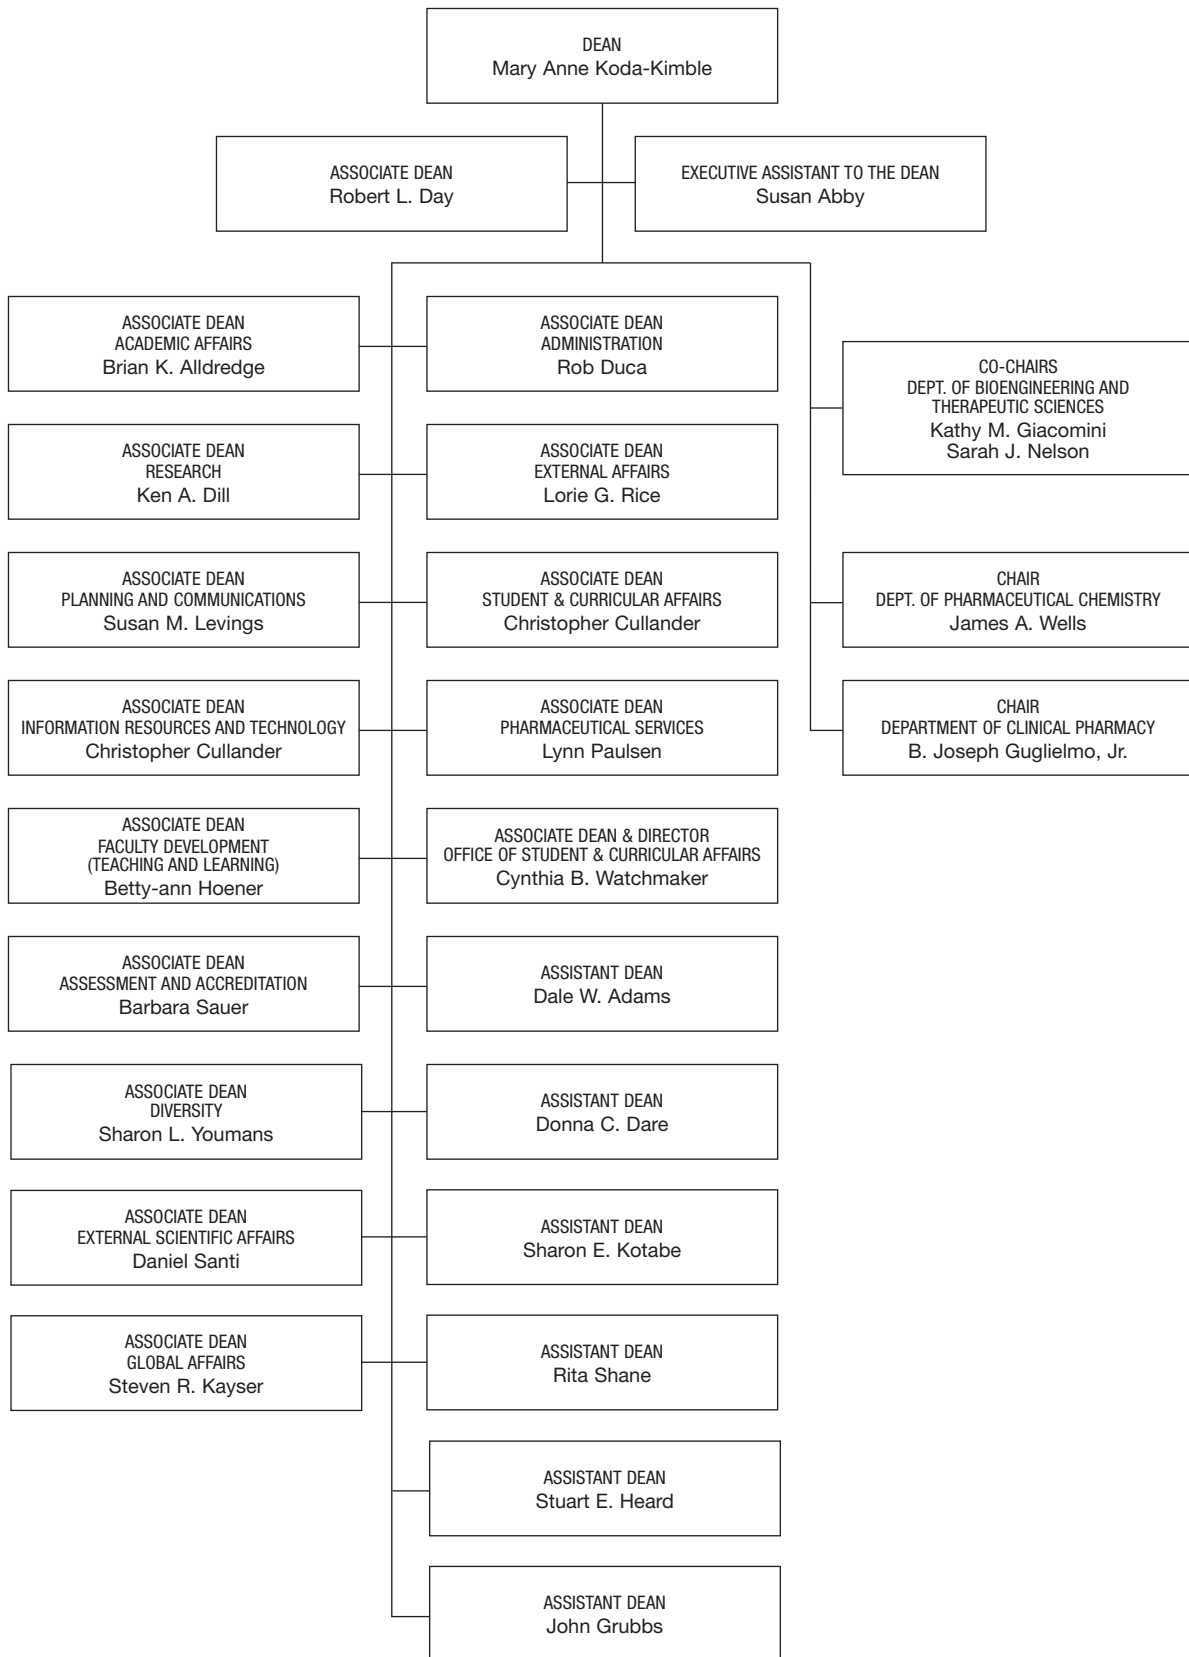 DEAN
Mary Anne Koda-Kimble
ASSOCIATE DEAN
Robert L. Day
EXECUTIVE ASSISTANT TO THE DEAN
Susan Abby
ASSOCIATE DEAN
ACADEMIC AFFAIRS
Brian K. Alldredge
ASSOCIATE DEAN
ADMINISTRATION
Rob Duca
CO-CHAIRS
DEPT. OF BIOENGINEERING AND
THERAPEUTIC SCIENCES
Kathy M. Giacomini
Sarah J. Nelson
ASSOCIATE DEAN
RESEARCH
Ken A. Dill
ASSOCIATE DEAN
EXTERNAL AFFAIRS
Lorie G. Rice
ASSOCIATE DEAN
PLANNING AND COMMUNICATIONS
Susan M. Levings
ASSOCIATE DEAN
STUDENT & CURRICULAR AFFAIRS
Christopher Cullander
CHAIR
DEPT. OF PHARMACEUTICAL CHEMISTRY
James A. Wells
ASSOCIATE DEAN
INFORMATION RESOURCES AND TECHNOLOGY
Christopher Cullander
ASSOCIATE DEAN
PHARMACEUTICAL SERVICES
Lynn Paulsen
CHAIR
DEPARTMENT OF CLINICAL PHARMACY
B. Joseph Guglielmo, Jr.
ASSOCIATE DEAN
FACULTY DEVELOPMENT
(TEACHING AND LEARNING)
Betty-ann Hoener
ASSOCIATE DEAN & DIRECTOR
OFFICE OF STUDENT & CURRICULAR AFFAIRS
Cynthia B. Watchmaker
ASSOCIATE DEAN
ASSESSMENT AND ACCREDITATION
Barbara Sauer
ASSISTANT DEAN
Dale W. Adams
ASSOCIATE DEAN
DIVERSITY
Sharon L. Youmans
ASSISTANT DEAN
Donna C. Dare
ASSOCIATE DEAN
EXTERNAL SCIENTIFIC AFFAIRS
Daniel Santi
ASSISTANT DEAN
Sharon E. Kotabe
ASSOCIATE DEAN
GLOBAL AFFAIRS
Steven R. Kayser
ASSISTANT DEAN
Rita Shane
ASSISTANT DEAN
Stuart E. Heard
ASSISTANT DEAN
John Grubbs